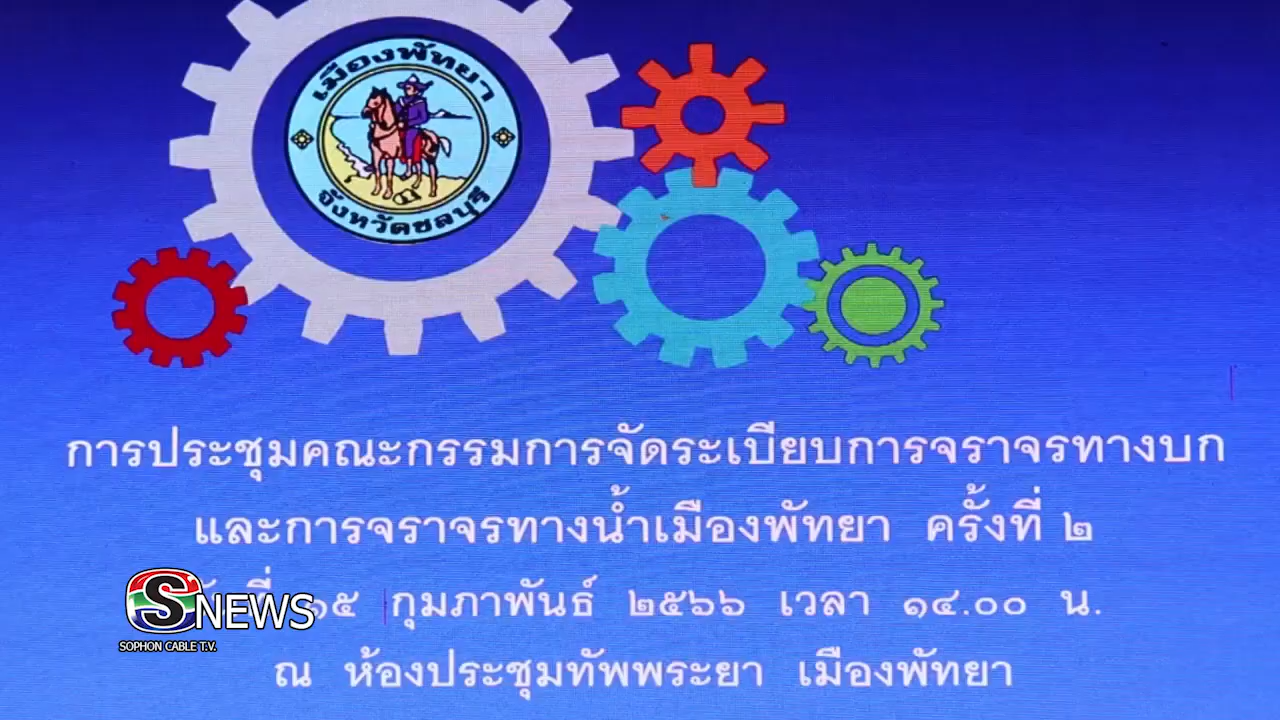 เมืองพัทยา
จังหวัดชลบุรี
การประชุมคณะกรรมการจัดระเบียบการจราจรทางบก
และการจราจรทางน้ำเมืองพัทยา ครั้งที่ ๒
๑๕ กุมภาพันธ์ ๒๕๖๖ เวลา ๑๔.๐๐ น.
ณ ห้องประชุมทัพพระยา เมืองพัทยา
S NEWS
SOPHON CABLE T.V.